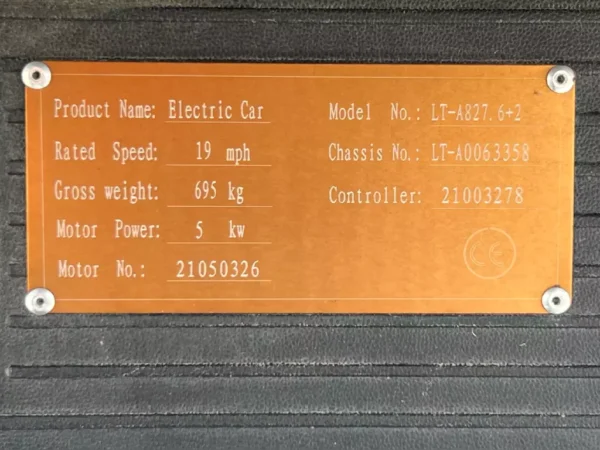 Product Name: Electric Car
Rated Speed: 19 mph
Gross weight: 695 kg
Motor Power: 5 kw
Motor No.: 21050326
Model No.: LT-A827.6+2
Chassis No.: LT-A0063358
Controller: 21003278
CE